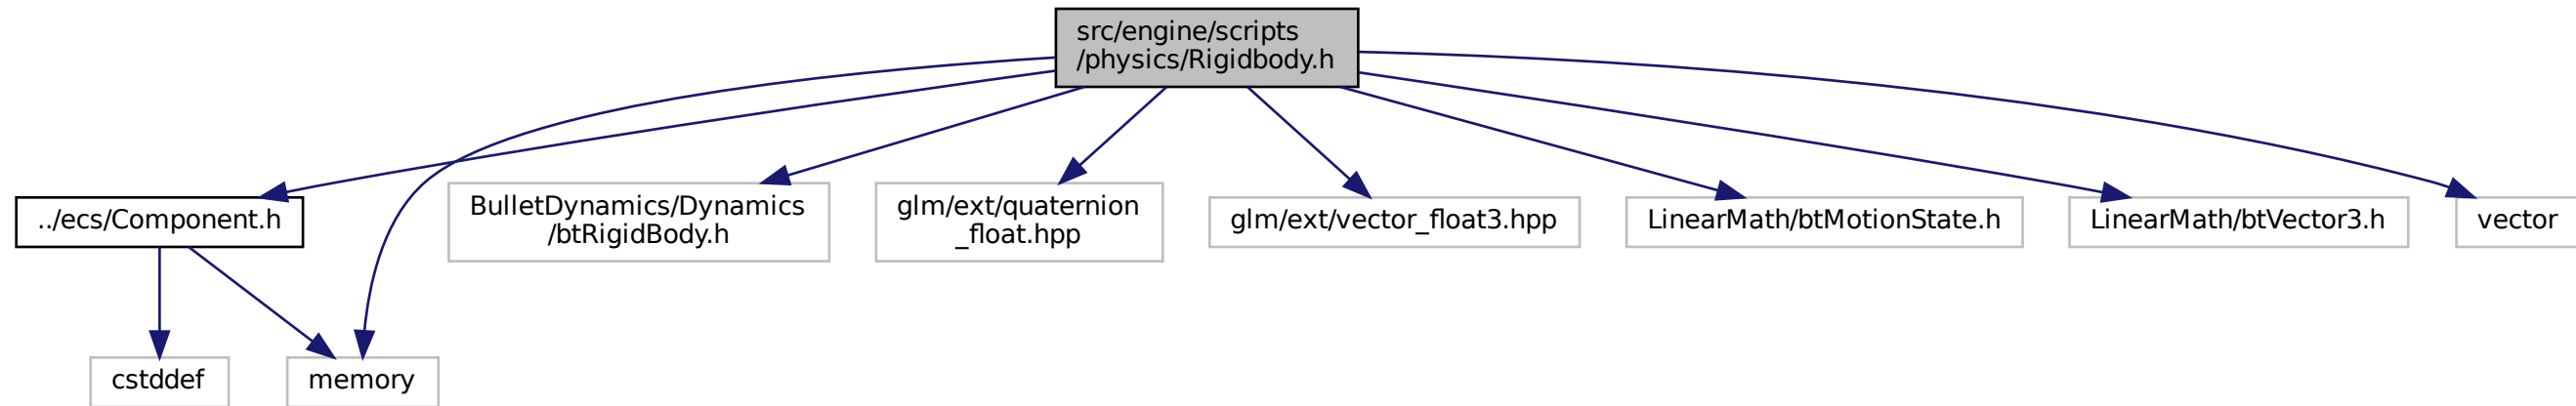 src/engine/scripts
/physics/Rigidbody.h
../ecs/Component.h
BulletDynamics/Dynamics
/btRigidBody.h
glm/ext/quaternion
_float.hpp
glm/ext/vector_float3.hpp
LinearMath/btMotionState.h
LinearMath/btVector3.h
vector
cstddef
memory